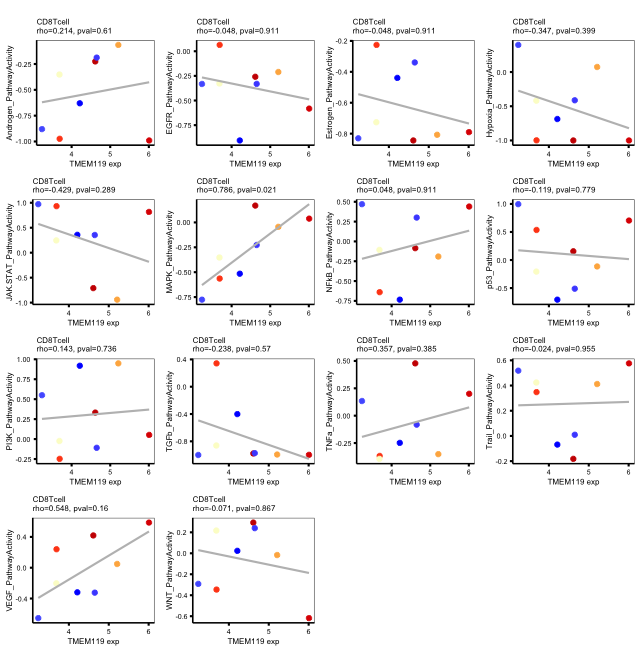 CD8Tcell
rho=0.214, pval=0.61
Androgen_PathwayActivity
0.00
-0.25
-0.50
-0.75
-1.00
4
5
6
TMEM119 exp
CD8Tcell
rho=-0.048, pval=0.911
EGFR_PathwayActivity
0.00
-0.25
-0.50
-0.75
4
5
6
TMEM119 exp
CD8Tcell
rho=-0.048, pval=0.911
Estrogen_PathwayActivity
-0.2
-0.4
-0.6
-0.8
4
5
6
TMEM119 exp
CD8Tcell
rho=-0.347, pval=0.399
Hypoxia_PathwayActivity
0.0
-0.5
-1.0
4
5
6
TMEM119 exp
CD8Tcell
rho=-0.429, pval=0.289
JAK.STAT_PathwayActivity
1.0
0.5
0.0
-0.5
-1.0
4
5
6
TMEM119 exp
CD8Tcell
rho=0.786, pval=0.021
MAPK_PathwayActivity
0.00
-0.25
-0.50
-0.75
4
5
6
TMEM119 exp
CD8Tcell
rho=0.048, pval=0.911
NFkB_PathwayActivity
0.50
0.25
0.00
-0.25
-0.50
-0.75
4
5
6
TMEM119 exp
CD8Tcell
rho=-0.119, pval=0.779
p53_PathwayActivity
1.0
0.5
0.0
-0.5
4
5
6
TMEM119 exp
CD8Tcell
rho=0.143, pval=0.736
PI3K_PathwayActivity
1.00
0.75
0.50
0.25
0.00
-0.25
4
5
6
TMEM119 exp
CD8Tcell
rho=-0.238, pval=0.57
TGFb_PathwayActivity
0.4
0.0
-0.4
-0.8
4
5
6
TMEM119 exp
CD8Tcell
rho=0.357, pval=0.385
TNFa_PathwayActivity
0.50
0.25
0.00
-0.25
4
5
6
TMEM119 exp
CD8Tcell
rho=-0.024, pval=0.955
Trail_PathwayActivity
0.6
0.4
0.2
0.0
-0.2
4
5
6
TMEM119 exp
CD8Tcell
rho=0.548, pval=0.16
VEGF_PathwayActivity
0.4
0.0
-0.4
4
5
6
TMEM119 exp
CD8Tcell
rho=-0.071, pval=0.867
WNT_PathwayActivity
0.2
0.0
-0.2
-0.4
-0.6
4
5
6
TMEM119 exp